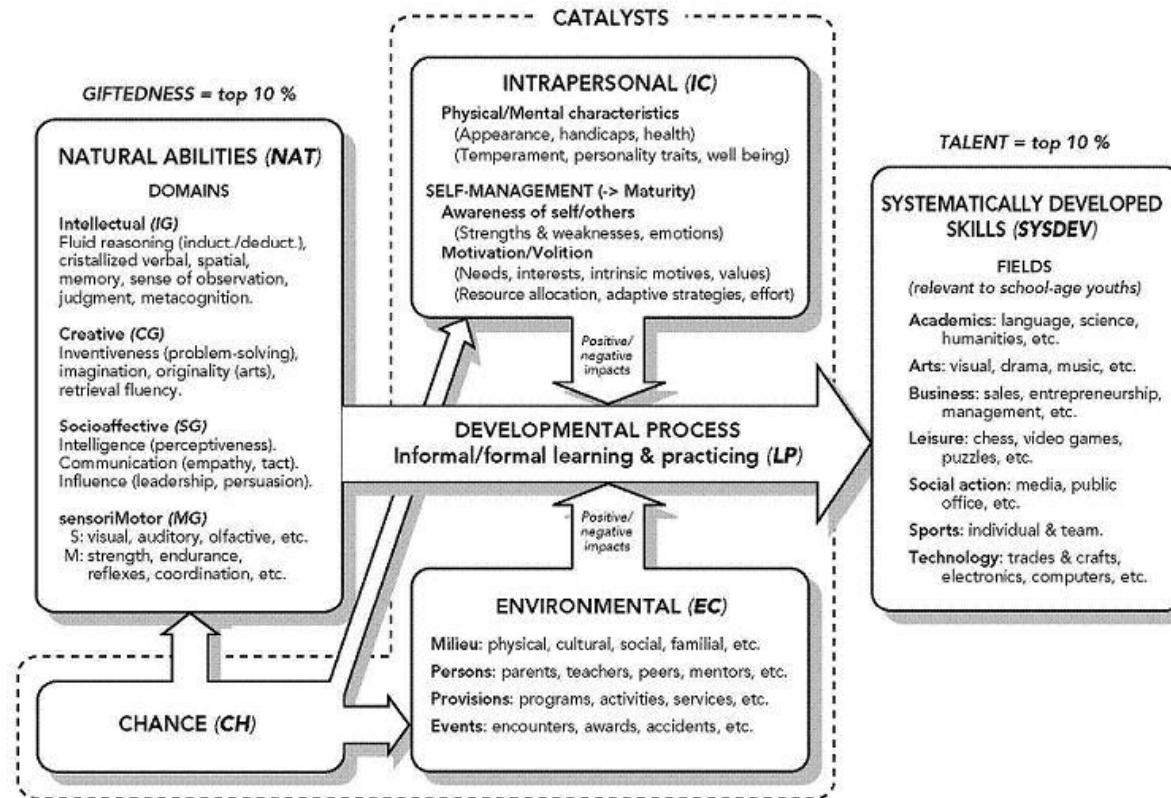 CATALYSTS
GIFTEDNESS = top 10 %
NATURAL ABILITIES (NAT)
DOMAINS
Intellectual (IG)
Fluid reasoning (induct./deduct.),
cristallized verbal, spatial,
memory, sense of observation,
judgment, metacognition.
Creative (CG)
Inventiveness (problem-solving),
imagination, originality (arts),
retrieval fluency.
Socioaffective (SG)
Intelligence (perceptiveness).
Communication (empathy, tact).
Influence (leadership, persuasion).
sensoriMotor (MG)
S: visual, auditory, olfactive, etc.
M: strength, endurance,
reflexes, coordination, etc.
CHANCE (CH)
INTRAPERSONAL (IC)
Physical/Mental characteristics
(Appearance, handicaps, health)
(Temperament, personality traits, well being)
SELF-MANAGEMENT (-> Maturity)
Awareness of self/others
(Strengths & weaknesses, emotions)
Motivation/Volition
(Needs, interests, intrinsic motives, values)
(Resource allocation, adaptive strategies, effort)
Positive/
negative
impacts
DEVELOPMENTAL PROCESS
Informal/formal learning & practicing (LP)
Positive/
negative
impacts
ENVIRONMENTAL (EC)
Milieu: physical, cultural, social, familial, etc.
Persons: parents, teachers, peers, mentors, etc.
Provisions: programs, activities, services, etc.
Events: encounters, awards, accidents, etc.
TALENT = top 10 %
SYSTEMATICALLY DEVELOPED
SKILLS (SYSDEV)
FIELDS
(relevant to school-age youths)
Academics: language, science,
humanities, etc.
Arts: visual, drama, music, etc.
Business: sales, entrepreneurship,
management, etc.
Leisure: chess, video games,
puzzles, etc.
Social action: media, public
office, etc.
Sports: individual & team.
Technology: trades & crafts,
electronics, computers, etc.